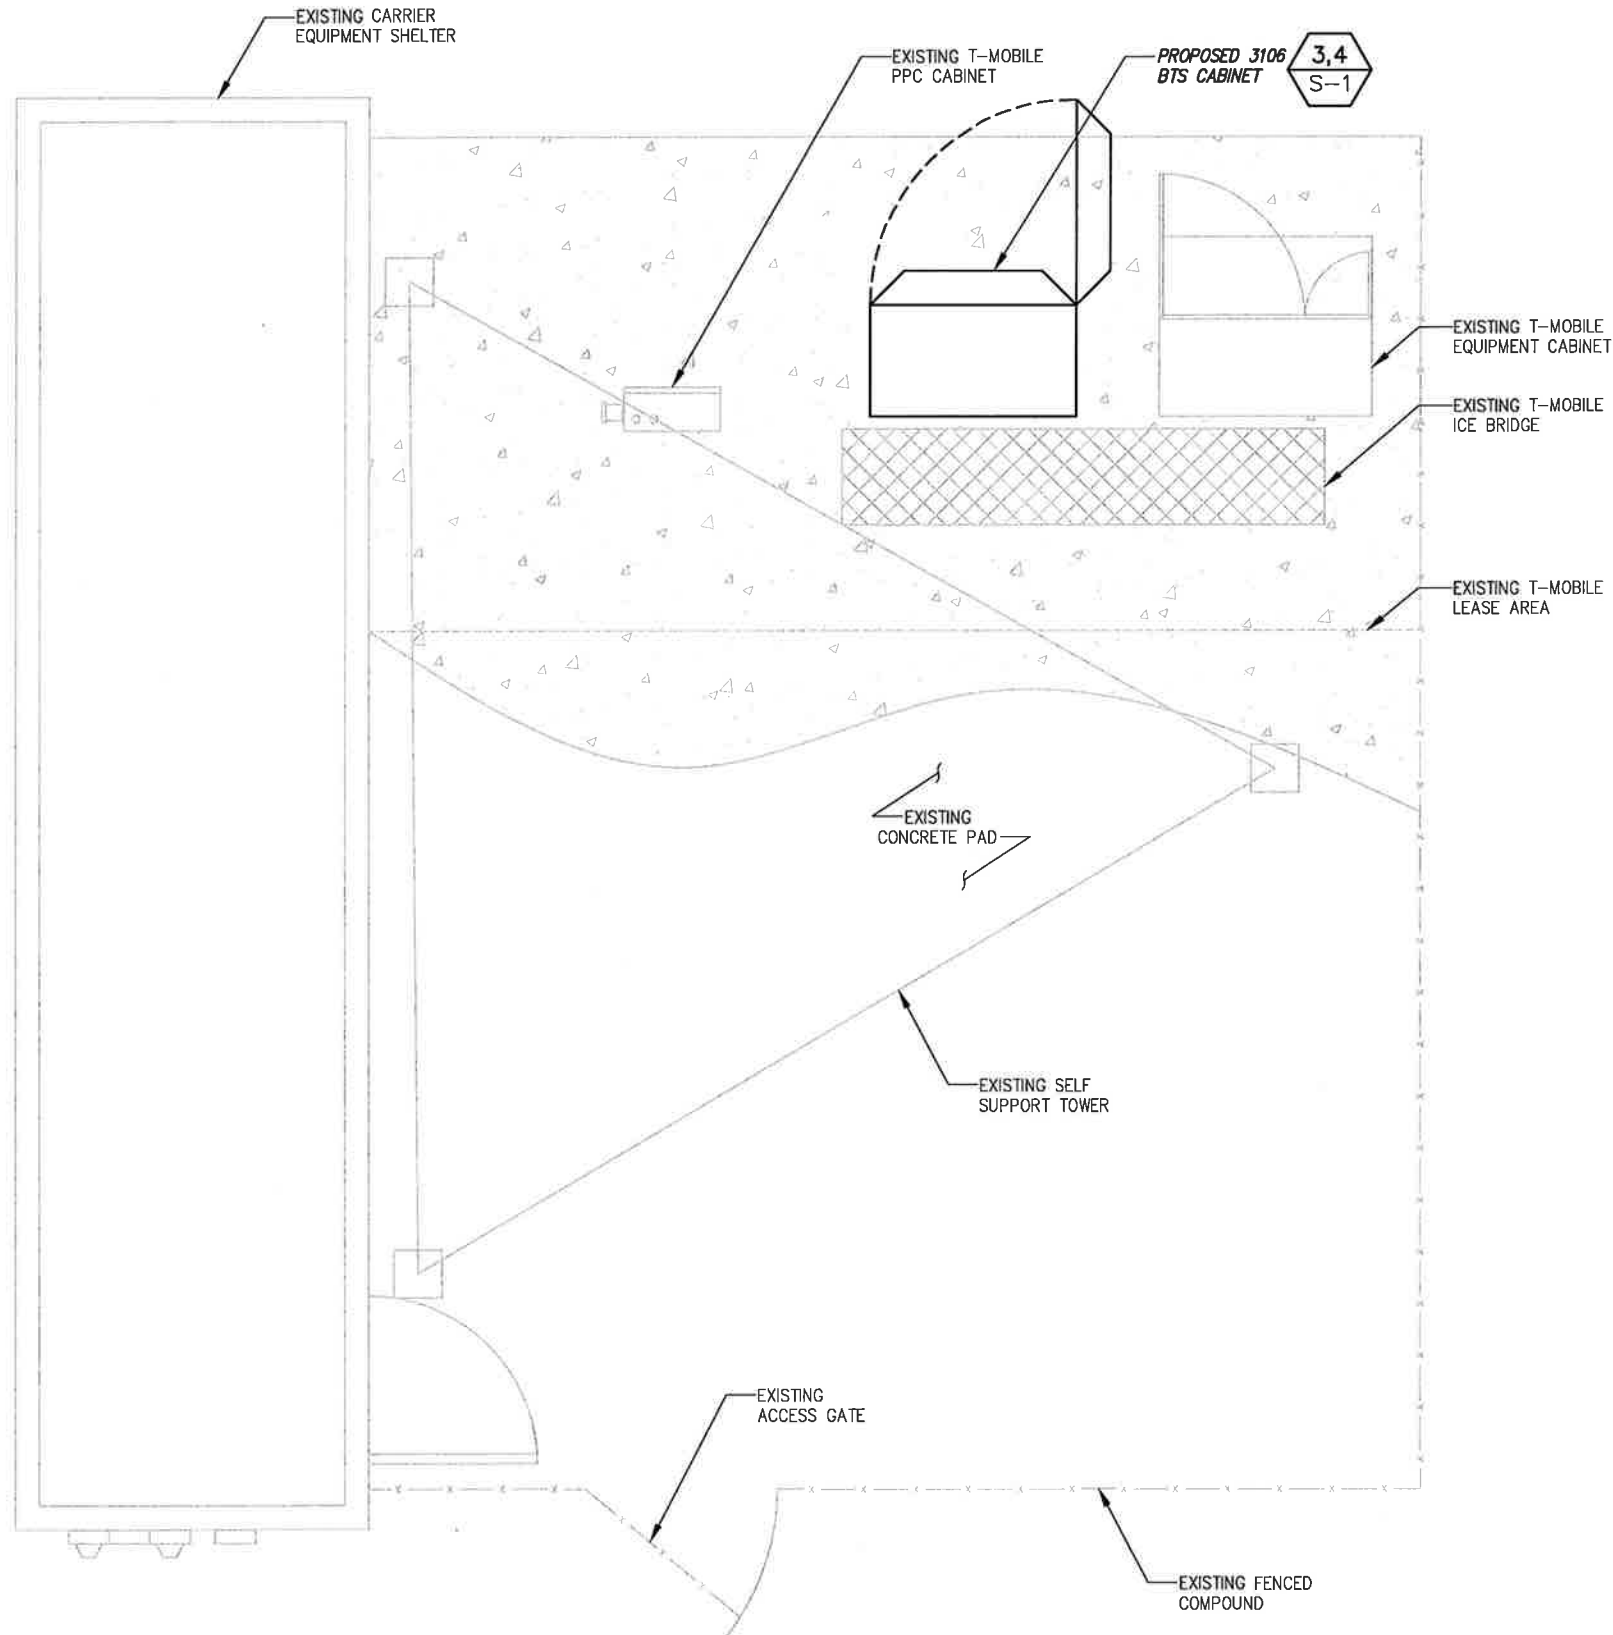 EXISTING CARRIER
EQUIPMENT SHELTER
EXISTING T-MOBILE
PPC CABINET
PROPOSED 3106
BTS CABINET
3,4
S-1
EXISTING T-MOBILE
EQUIPMENT CABINET
EXISTING T-MOBILE
ICE BRIDGE
EXISTING T-MOBILE
LEASE AREA
EXISTING
CONCRETE PAD
EXISTING SELF
SUPPORT TOWER
EXISTING
ACCESS GATE
EXISTING FENCED
COMPOUND